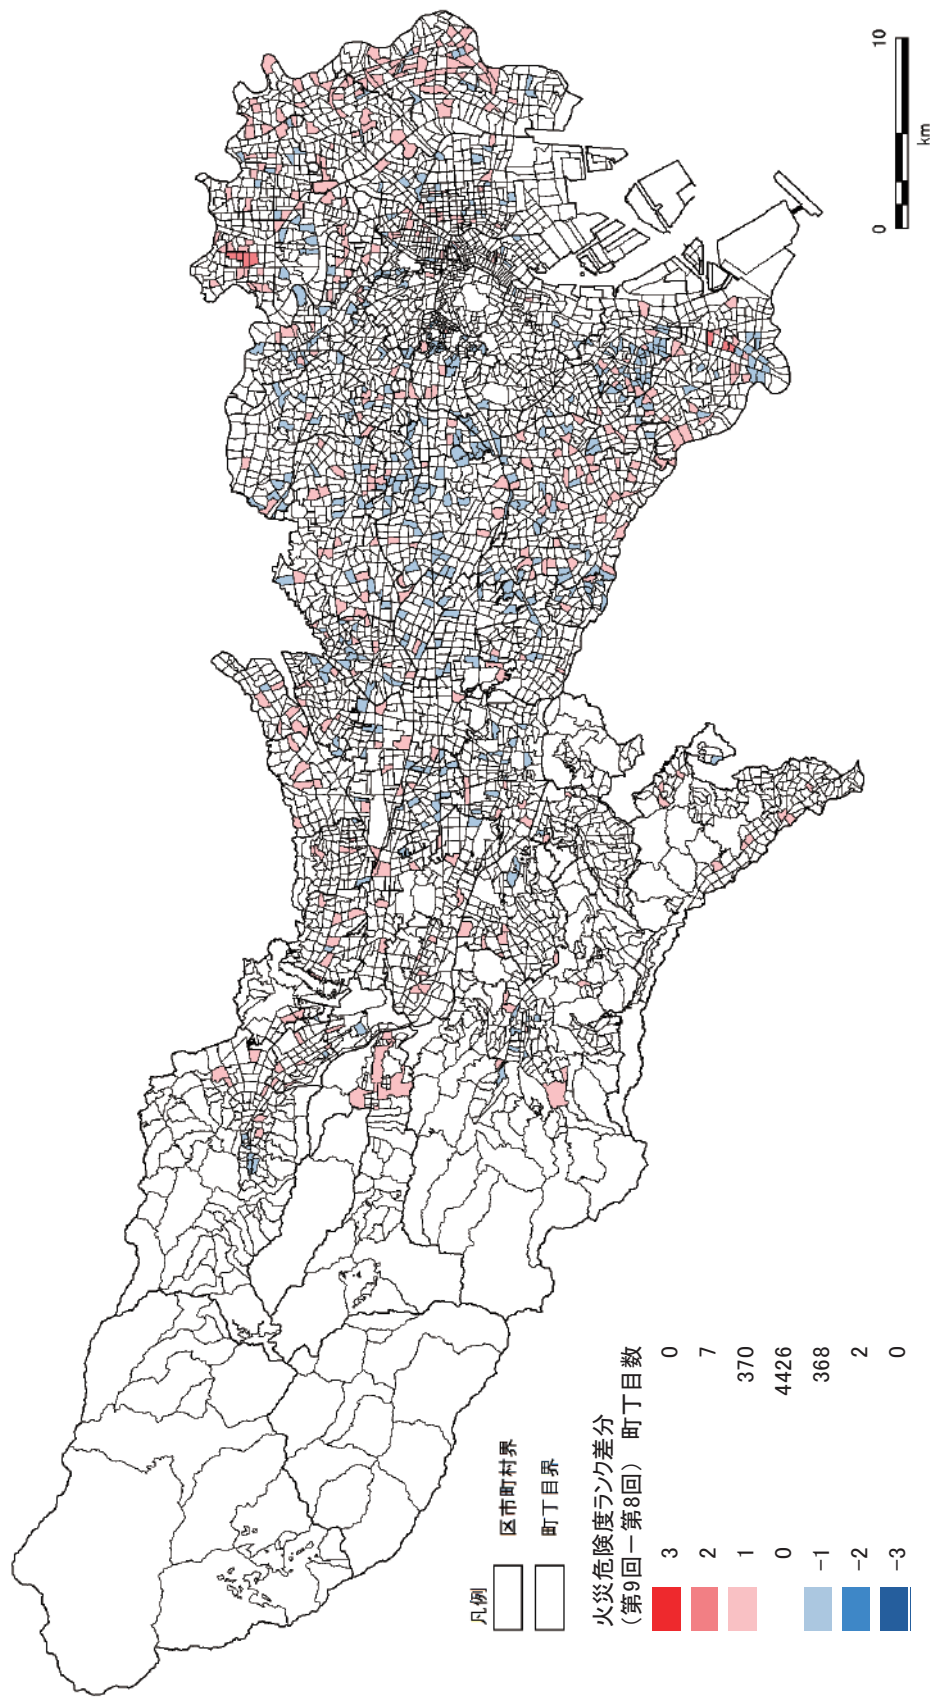 凡例
区市町村界
町丁目界
火災危険度ランク差分
(第9回－第8回) 町丁目数
3 0
2 7
1 370
0 4426
-1 368
-2 2
-3 0
0 10
km